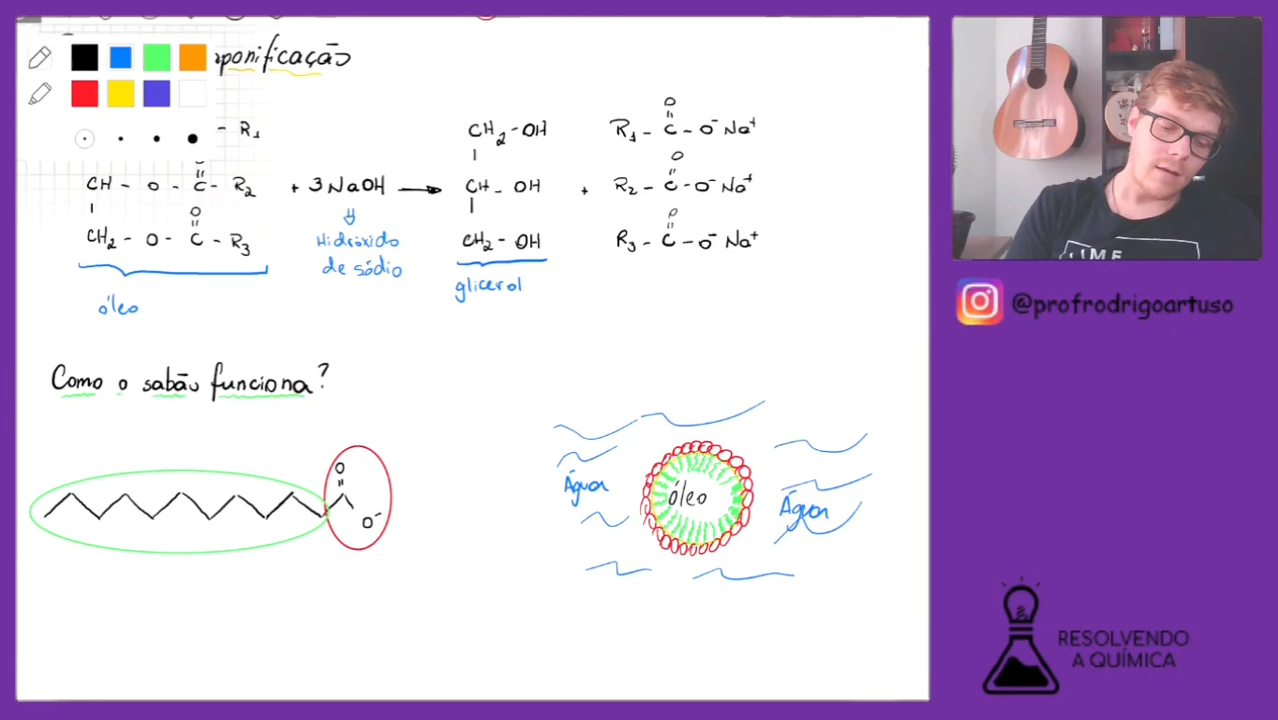 ponificação
- R₁
CH - O - C - R₂ + 3 NaOH ⟶
O
CH₂ - O - C - R₃
óleo
Hidróxido
de sódio
CH₂ - OH
CH - OH
CH₂ - OH
glicerol
+
O
R₁ - C - O⁻ Na⁺
O
R₂ - C - O⁻ Na⁺
O
R₃ - C - O⁻ Na⁺
Como o sabão funciona?
O
O⁻
Água
óleo
Água
@profrodrigoartuso
RESOLVENDO
A QUÍMICA